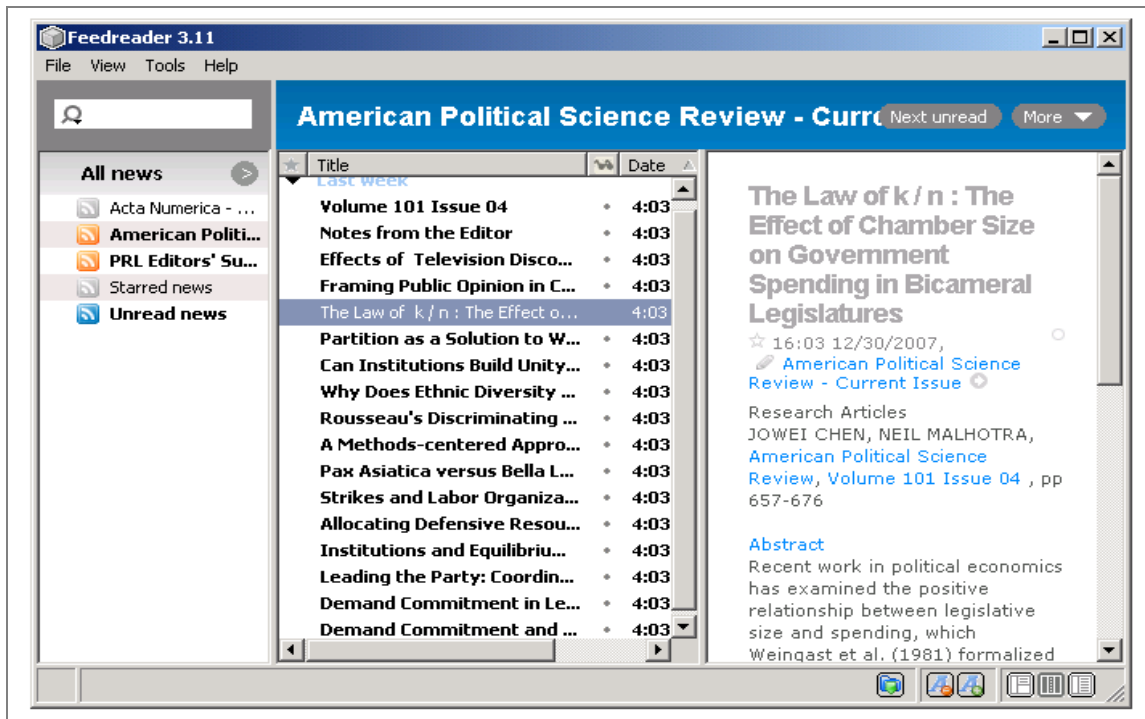 Feedreader 3.11
File View Tools Help
American Political Science Review - Curre
Next unread
More
All news
Acta Numerica - ...
American Politi...
PRL Editors' Su...
Starred news
Unread news
Title Date
Last week
Volume 101 Issue 04 4:03
Notes from the Editor 4:03
Effects of Television Disco... 4:03
Framing Public Opinion in C... 4:03
The Law of k / n : The Effect o... 4:03
Partition as a Solution to W... 4:03
Can Institutions Build Unity... 4:03
Why Does Ethnic Diversity ... 4:03
Rousseau's Discriminating ... 4:03
A Methods-centered Appro... 4:03
Pax Asiatica versus Bella L... 4:03
Strikes and Labor Organiza... 4:03
Allocating Defensive Resou... 4:03
Institutions and Equilibriu... 4:03
Leading the Party: Coordin... 4:03
Demand Commitment in Le... 4:03
Demand Commitment and ... 4:03
The Law of k / n : The
Effect of Chamber Size
on Government
Spending in Bicameral
Legislatures
16:03 12/30/2007,
American Political Science
Review - Current Issue
Research Articles
JOWEI CHEN, NEIL MALHOTRA,
American Political Science
Review, Volume 101 Issue 04 , pp
657-676
Abstract
Recent work in political economics
has examined the positive
relationship between legislative
size and spending, which
Weingast et al. (1981) formalized